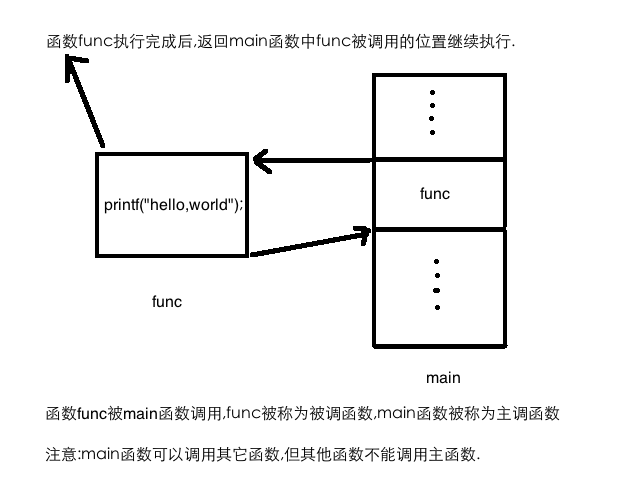 函数func执行完成后,返回main函数中func被调用的位置继续执行.
printf("hello,world");
func
func
main
函数func被main函数调用,func被称为被调函数,main函数被称为主调函数
注意:main函数可以调用其它函数,但其他函数不能调用主函数.